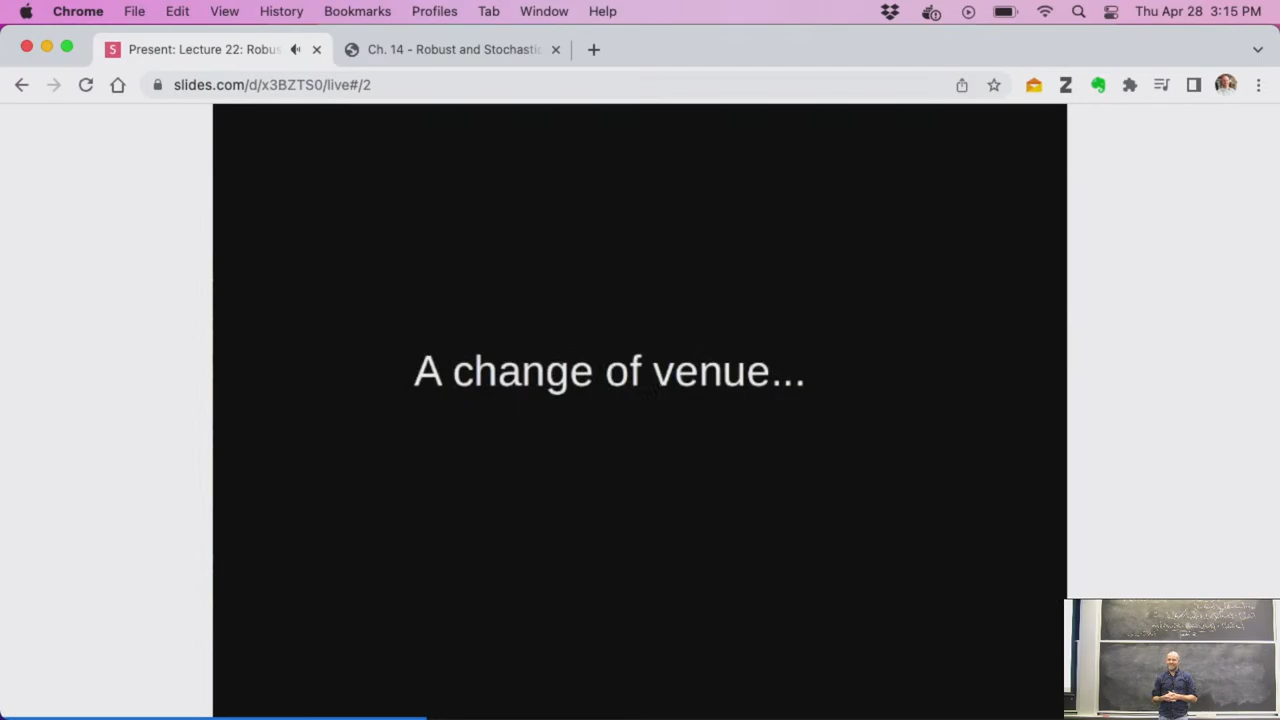 Chrome File Edit View History Bookmarks Profiles Tab Window Help Thu Apr 28 3:15 PM
Present: Lecture 22: Robus Ch. 14 - Robust and Stochastic
slides.com/d/x3BZTS0/live#/2
A change of venue...